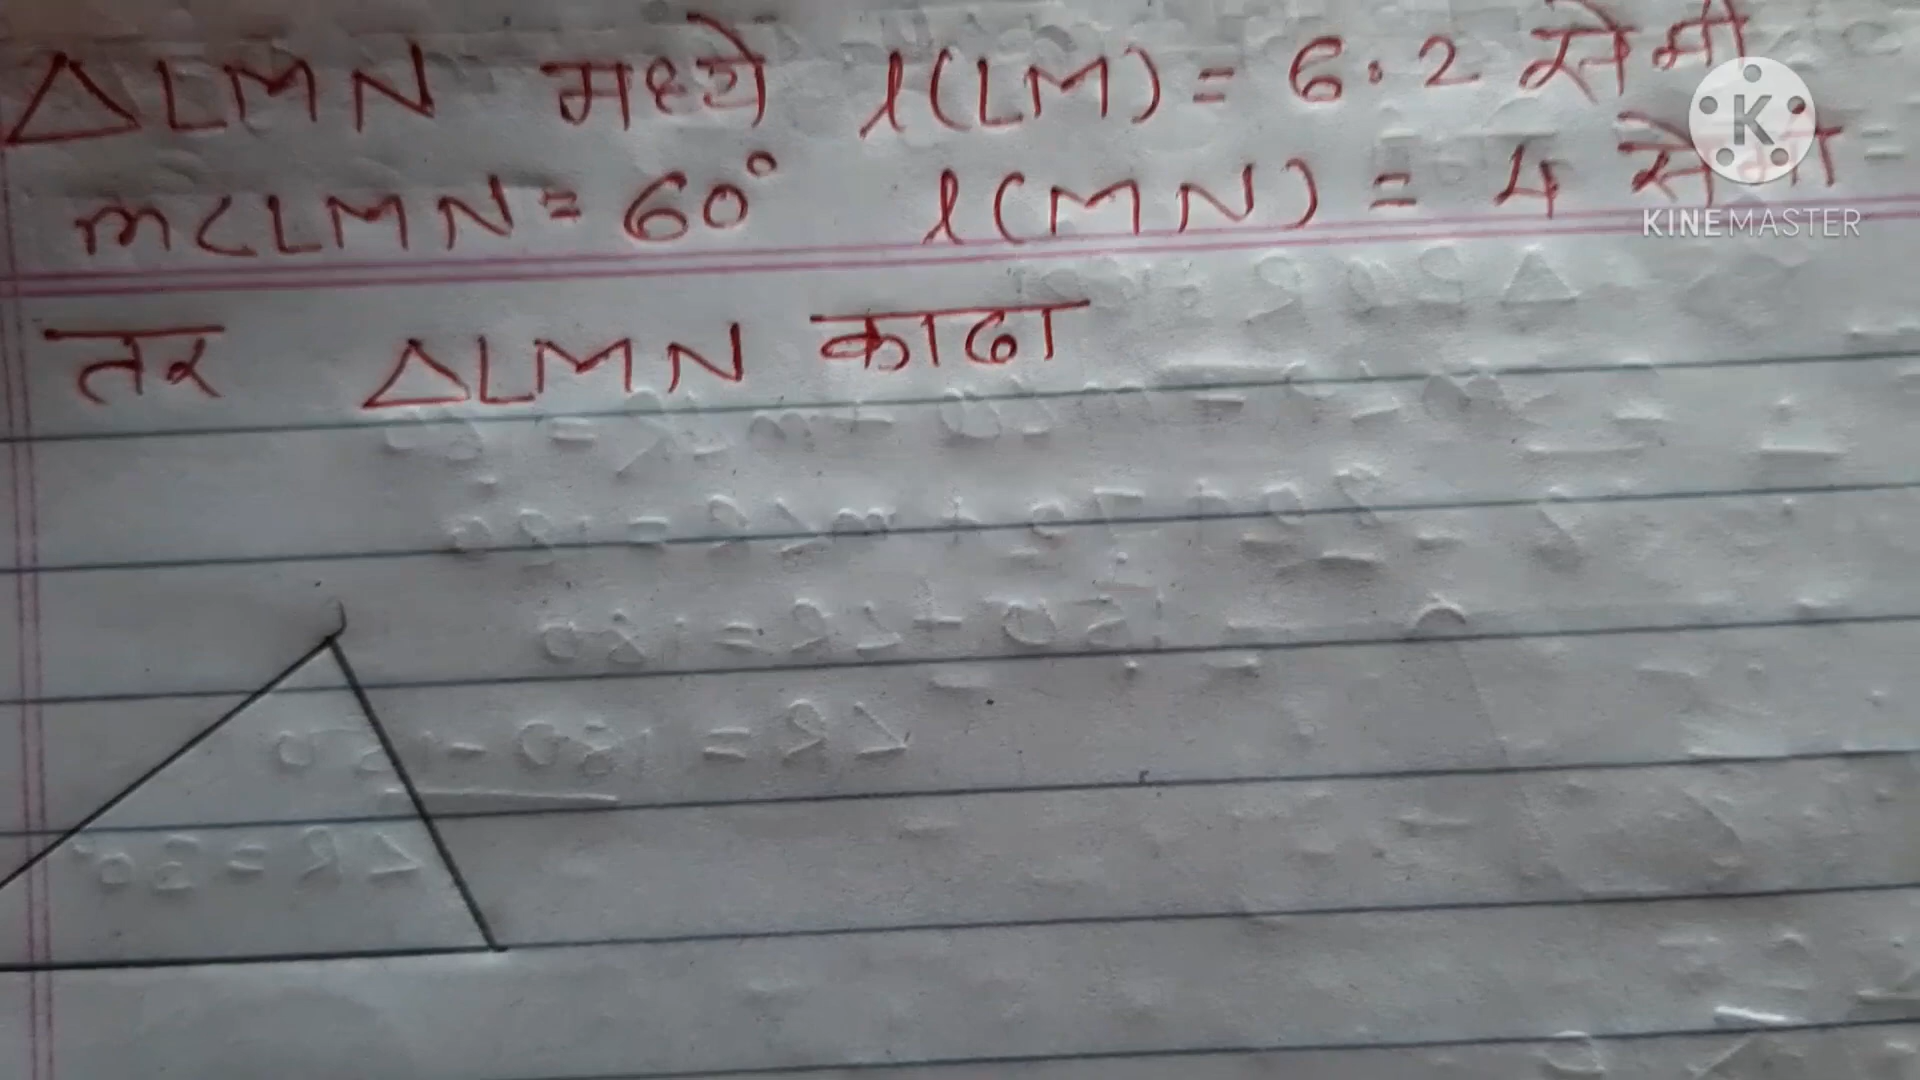 △LMN मध्ये l(LM) = 6.2 सेमी
m<LMN = 60° l(MN) = 4 सेमी
तर △LMN काढा
K
KINEMASTER